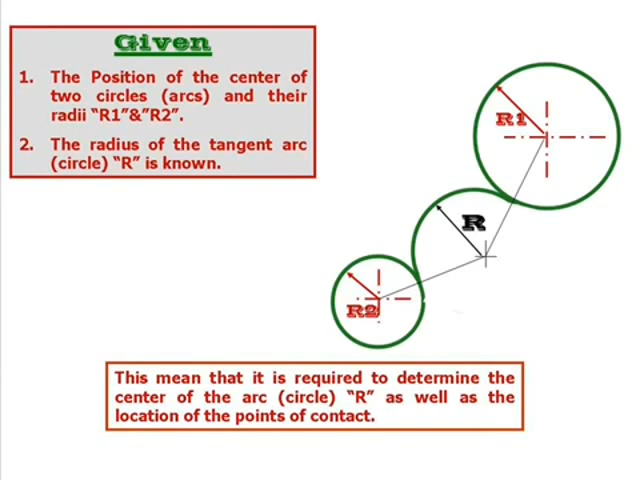 Given
1. The Position of the center of
two circles (arcs) and their
radii “R1”&”R2”.
2. The radius of the tangent arc
(circle) “R” is known.
R1
R
R2
This mean that it is required to determine the
center of the arc (circle) “R” as well as the
location of the points of contact.